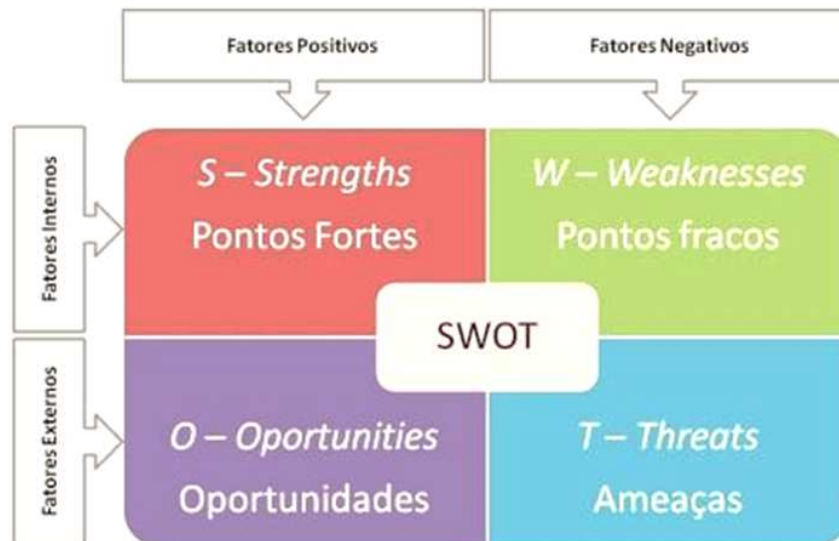 Fatores Positivos
Fatores Negativos
Fatores Internos
S – Strengths
Pontos Fortes
W – Weaknesses
Pontos fracos
SWOT
Fatores Externos
O – Oportunities
Oportunidades
T – Threats
Ameaças